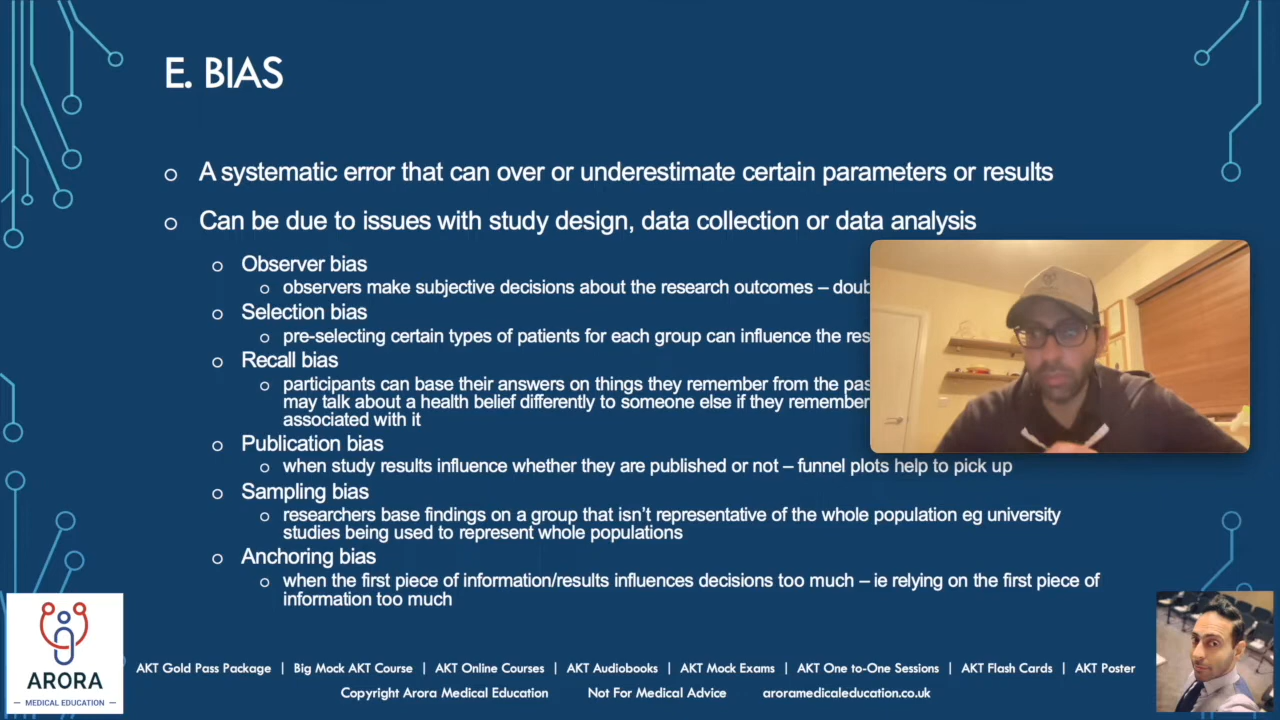 E. BIAS
A systematic error that can over or underestimate certain parameters or results
Can be due to issues with study design, data collection or data analysis
Observer bias
observers make subjective decisions about the research outcomes –
Selection bias
pre-selecting certain types of patients for each group can influence the
Recall bias
participants can base their answers on things they remember from the
may talk about a health belief differently to someone else if they remember
associated with it
Publication bias
when study results influence whether they are published or not – funnel plots help to pick up
Sampling bias
researchers base findings on a group that isn't representative of the whole population eg university
studies being used to represent whole populations
Anchoring bias
when the first piece of information/results influences decisions too much – ie relying on the first piece of
information too much
ARORA
MEDICAL EDUCATION
AKT Gold Pass Package | Big Mock AKT Course | AKT Online Courses | AKT Audiobooks | AKT Mock Exams | AKT One to-One Sessions | AKT Flash Cards | AKT Poster
Copyright Arora Medical Education Not For Medical Advice aroramedicaleducation.co.uk